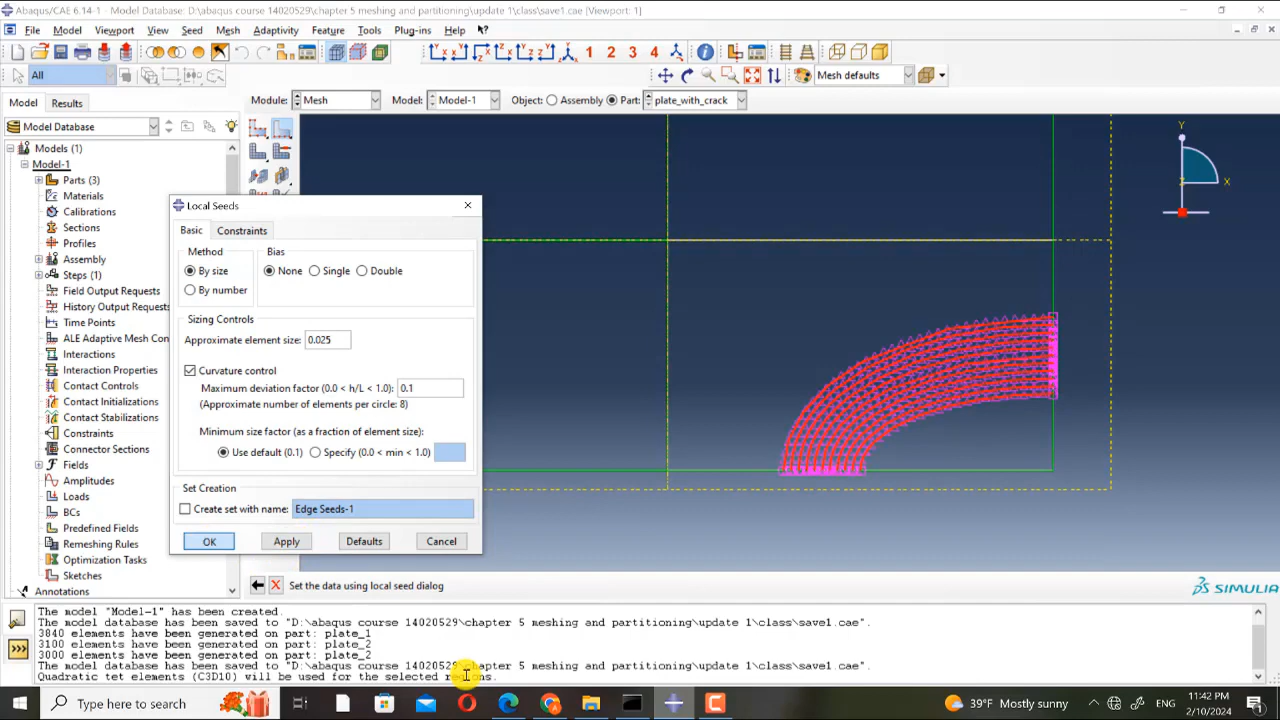 Abaqus/CAE 6.14-1 - Model Database: D:\abaqus course 14020529\chapter 5 meshing and partitioning\update 1\class\save1.cae [Viewport: 1]
File Model Viewport View Seed Mesh Adaptivity Feature Tools Plug-ins Help
1 2 3 4
All
Mesh defaults
Model Results
Module: Mesh Model: Model-1 Object: Assembly Part: plate_with_crack
Model Database
Models (1)
Model-1
Parts (3)
Materials
Calibrations
Sections
Profiles
Assembly
Steps (1)
Field Output Requests
History Output Requests
Time Points
ALE Adaptive Mesh Con
Interactions
Interaction Properties
Contact Controls
Contact Initializations
Contact Stabilizations
Constraints
Connector Sections
Fields
Amplitudes
Loads
BCs
Predefined Fields
Remeshing Rules
Optimization Tasks
Sketches
Annotations
Local Seeds
Basic Constraints
Method
By size
By number
Bias
None Single Double
Sizing Controls
Approximate element size: 0.025
Curvature control
Maximum deviation factor (0.0 < h/L < 1.0): 0.1
(Approximate number of elements per circle: 8)
Minimum size factor (as a fraction of element size):
Use default (0.1) Specify (0.0 < min < 1.0)
Set Creation
Create set with name: Edge Seeds-1
OK Apply Defaults Cancel
Y
X
Set the data using local seed dialog
SIMULIA
The model "Model-1" has been created.
The model database has been saved to "D:\abaqus course 14020529\chapter 5 meshing and partitioning\update 1\class\save1.cae".
3840 elements have been generated on part: plate_1
3100 elements have been generated on part: plate_2
3000 elements have been generated on part: plate_2
The model database has been saved to "D:\abaqus course 14020529\chapter 5 meshing and partitioning\update 1\class\save1.cae".
Quadratic tet elements (C3D10) will be used for the selected regions.
Type here to search
39°F Mostly sunny
ENG
11:42 PM
2/10/2024